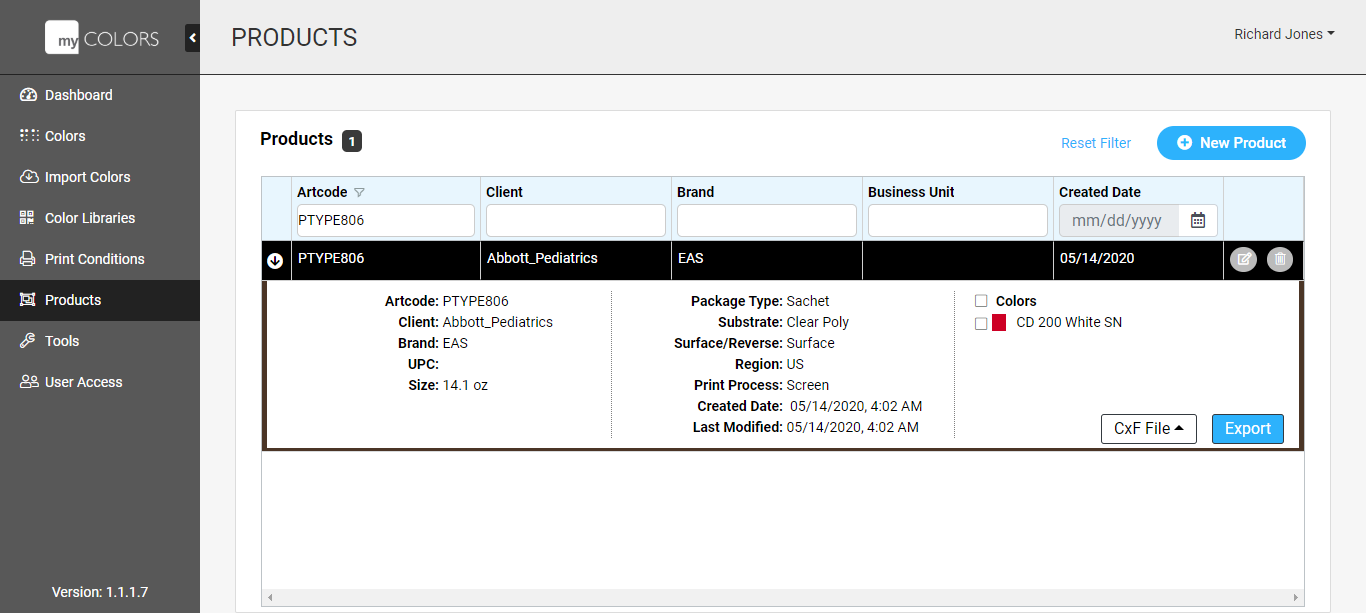 my COLORS
PRODUCTS
Richard Jones
Dashboard
Colors
Import Colors
Color Libraries
Print Conditions
Products
Tools
User Access
Version: 1.1.1.7
Products 1
Reset Filter
New Product
Artcode Client Brand Business Unit Created Date
PTYPE806 mm/dd/yyyy
PTYPE806 Abbott_Pediatrics EAS 05/14/2020
Artcode: PTYPE806
Client: Abbott_Pediatrics
Brand: EAS
UPC:
Size: 14.1 oz
Package Type: Sachet
Substrate: Clear Poly
Surface/Reverse: Surface
Region: US
Print Process: Screen
Created Date: 05/14/2020, 4:02 AM
Last Modified: 05/14/2020, 4:02 AM
Colors
CD 200 White SN
CxF File
Export